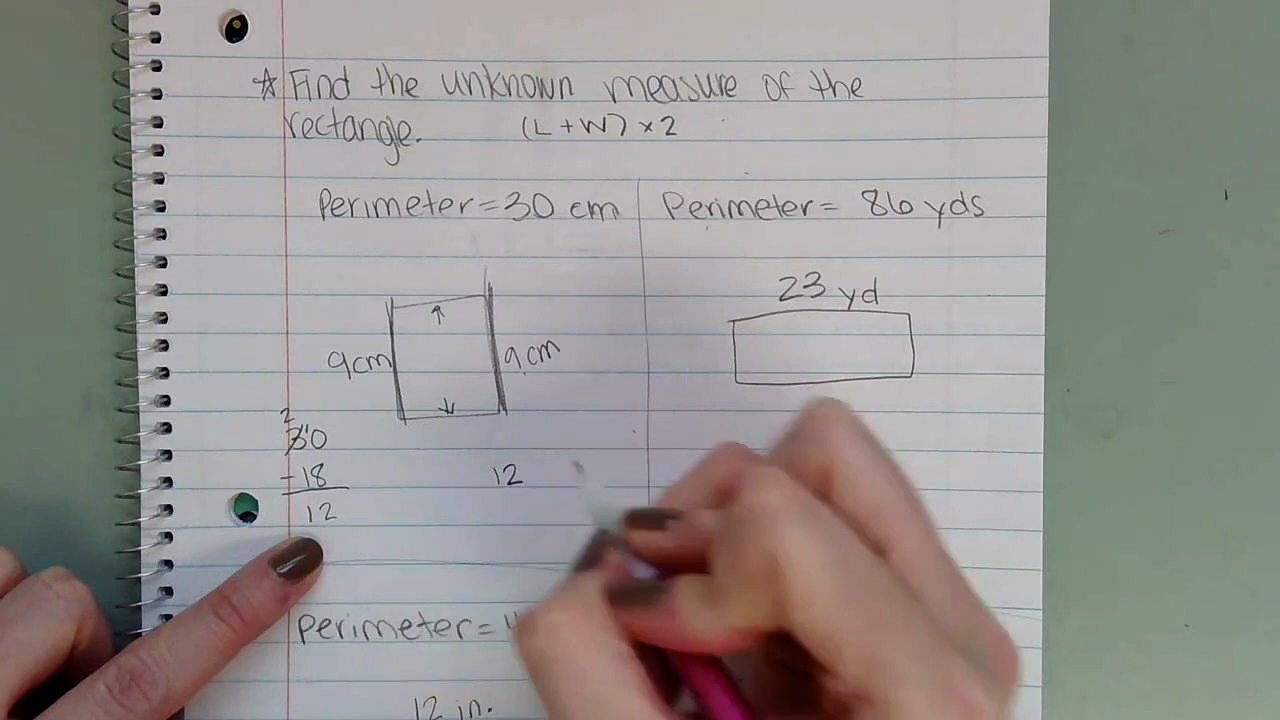 ☆ Find the unknown measure of the
rectangle. (L + W) × 2
Perimeter = 30 cm
Perimeter = 86 yds
9cm
9cm
23 yd
2
30
- 18
12
12
perimeter =
12 in.